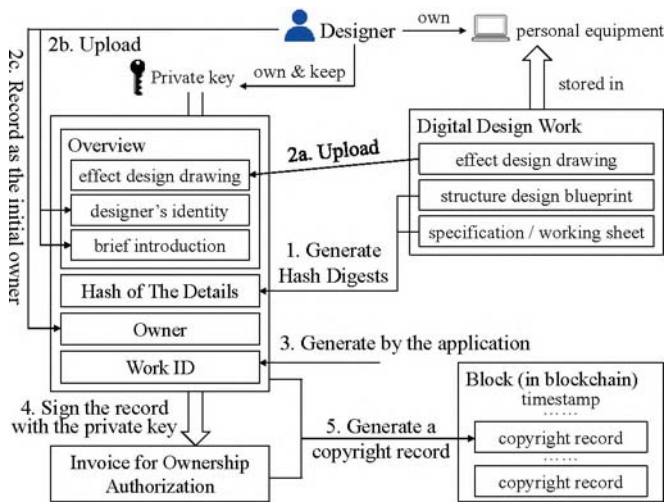 Designer
own
personal equipment
2b. Upload
Private key
own & keep
stored in
2c. Record as the initial owner
Overview
effect design drawing
designer's identity
brief introduction
2a. Upload
Digital Design Work
effect design drawing
structure design blueprint
specification / working sheet
1. Generate
Hash Digests
Hash of The Details
Owner
Work ID
3. Generate by the application
4. Sign the record
with the private key
5. Generate a
copyright record
Invoice for Ownership
Authorization
Block (in blockchain)
timestamp
……
copyright record
……
copyright record